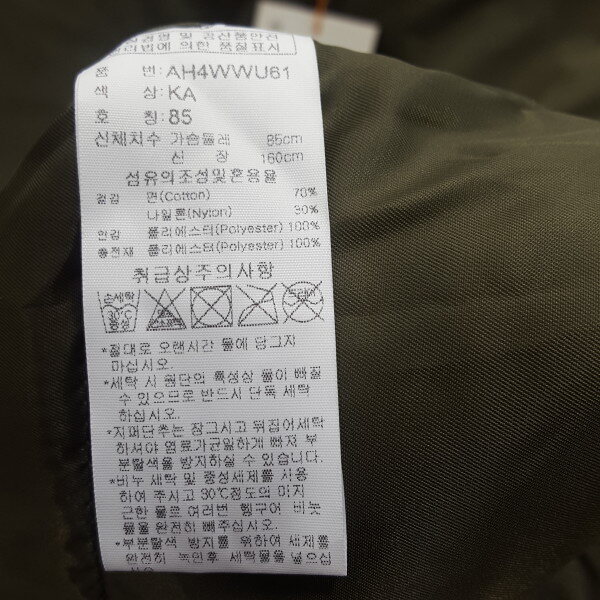 품질경영 및 공산품안전
관리법에 의한 품질표시
품 번: AH4WWU61
색 상: KA
호 칭: 85
신체치수 가슴둘레 85cm
신 장 160cm
섬유의조성및혼용율
겉감 면(Cotton) 70%
나일론(Nylon) 30%
안감 폴리에스터(Polyester) 100%
충전재 폴리에스터(Polyester) 100%
취급상주의사항
손세탁
30℃
중성
드라이
*절대로 오랜시간 물에 담그지
마십시오.
*세탁 시 원단의 특성상 물이 빠질
수 있으므로 반드시 단독 세탁
하십시오.
*지퍼단추는 잠그시고 뒤집어세탁
하셔야 염료가균일하게 빠져 부
분탈색을 방지하실 수 있습니다.
*비누 세탁 및 중성세제를 사용
하여 주시고 30℃정도의 미지
근한 물로 여러번 헹구어 비눗
물을 완전히 빼주십시오.
*부분탈색 방지를 위하여 세제를
완전히 녹인후 세탁물을 넣으십
시오.